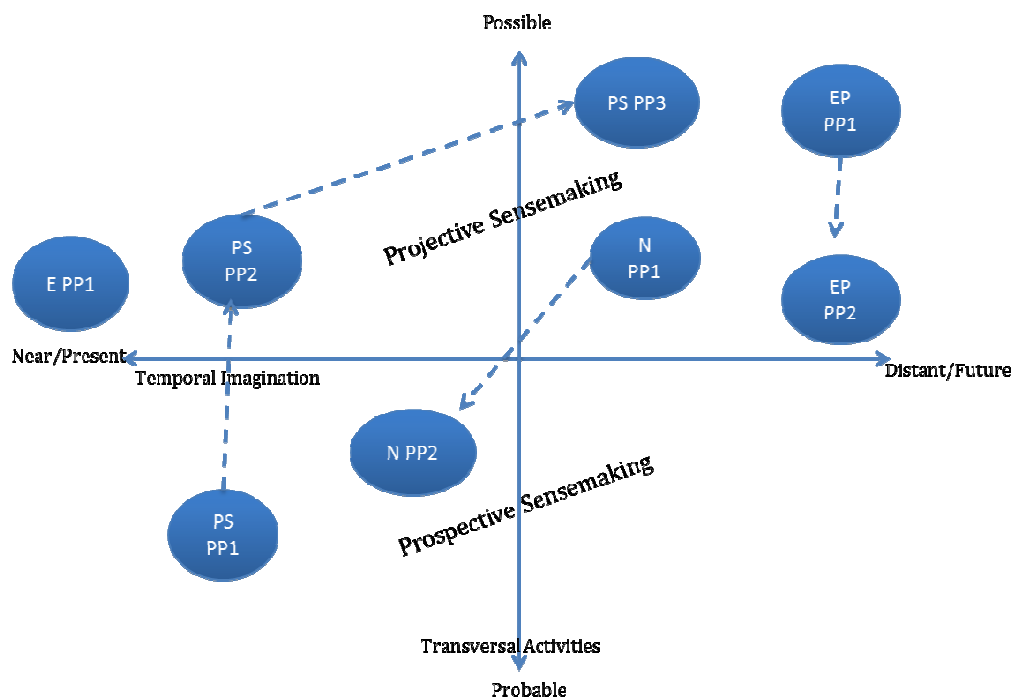 Possible
PS PP3
EP
PP1
Projective Sensemaking
PS
PP2
N
PP1
E PP1
EP
PP2
Near/Present
Temporal Imagination
Distant/Future
N PP2
Prospective Sensemaking
PS
PP1
Transversal Activities
Probable